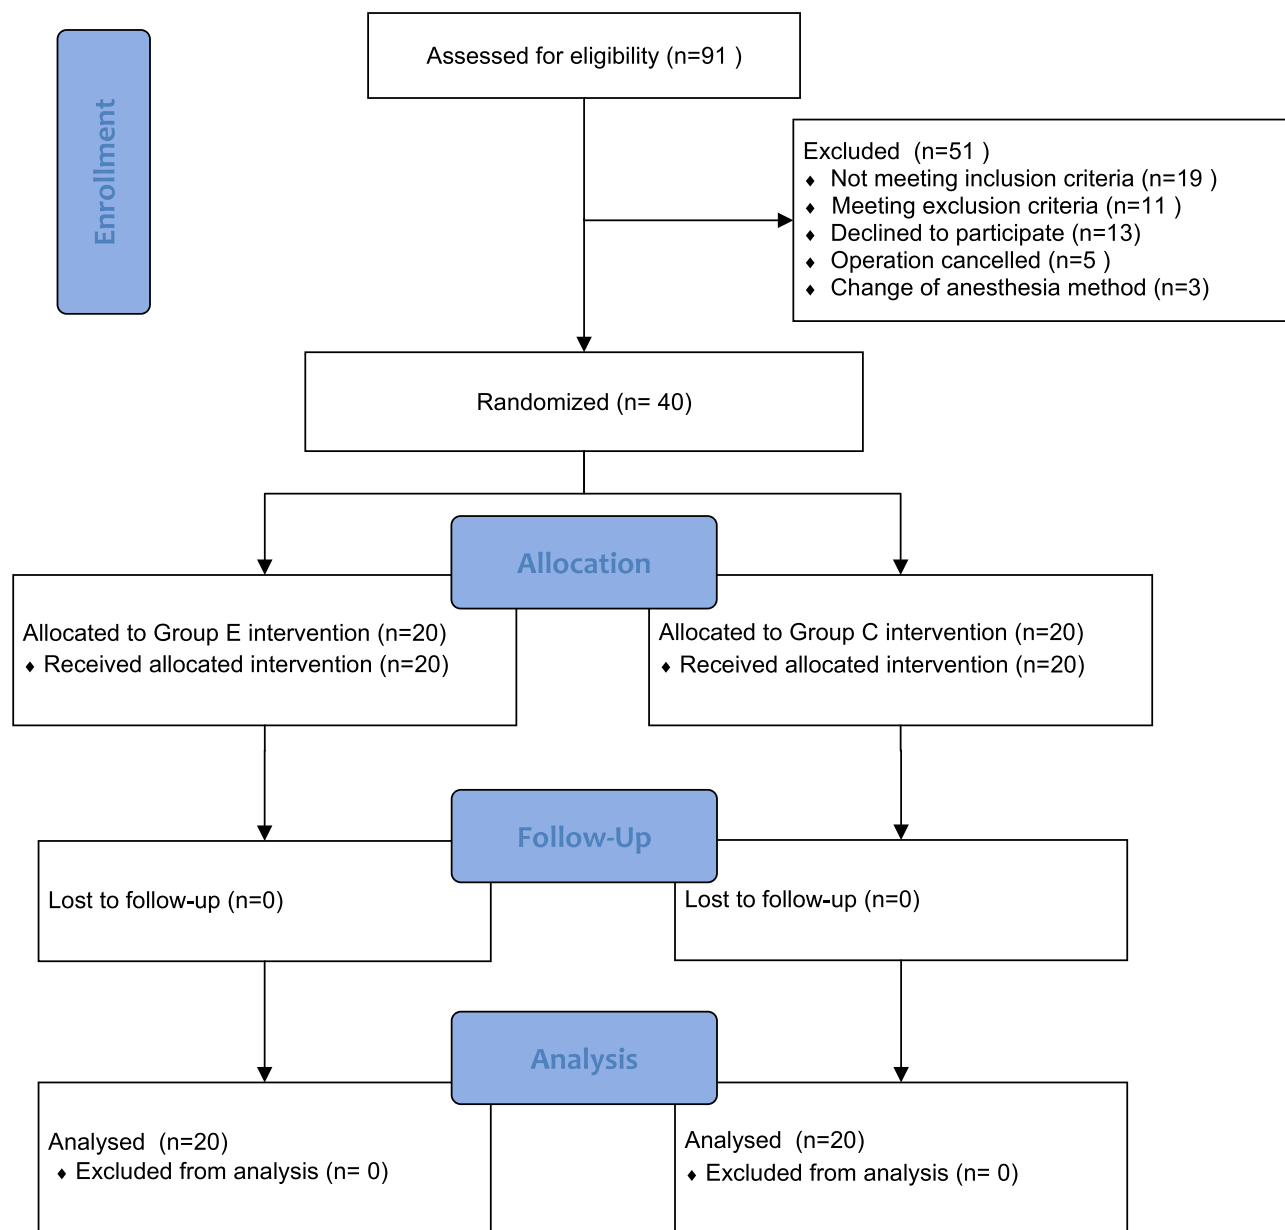 Enrollment
Assessed for eligibility (n=91 )
Excluded  (n=51 )
♦ Not meeting inclusion criteria (n=19 )
♦ Meeting exclusion criteria (n=11 )
♦ Declined to participate (n=13)
♦ Operation cancelled (n=5 )
♦ Change of anesthesia method (n=3)
Randomized (n= 40)
Allocation
Allocated to Group E intervention (n=20)
♦ Received allocated intervention (n=20)
Allocated to Group C intervention (n=20)
♦ Received allocated intervention (n=20)
Follow-Up
Lost to follow-up (n=0)
Lost to follow-up (n=0)
Analysis
Analysed  (n=20)
♦ Excluded from analysis (n= 0)
Analysed  (n=20)
♦ Excluded from analysis (n= 0)